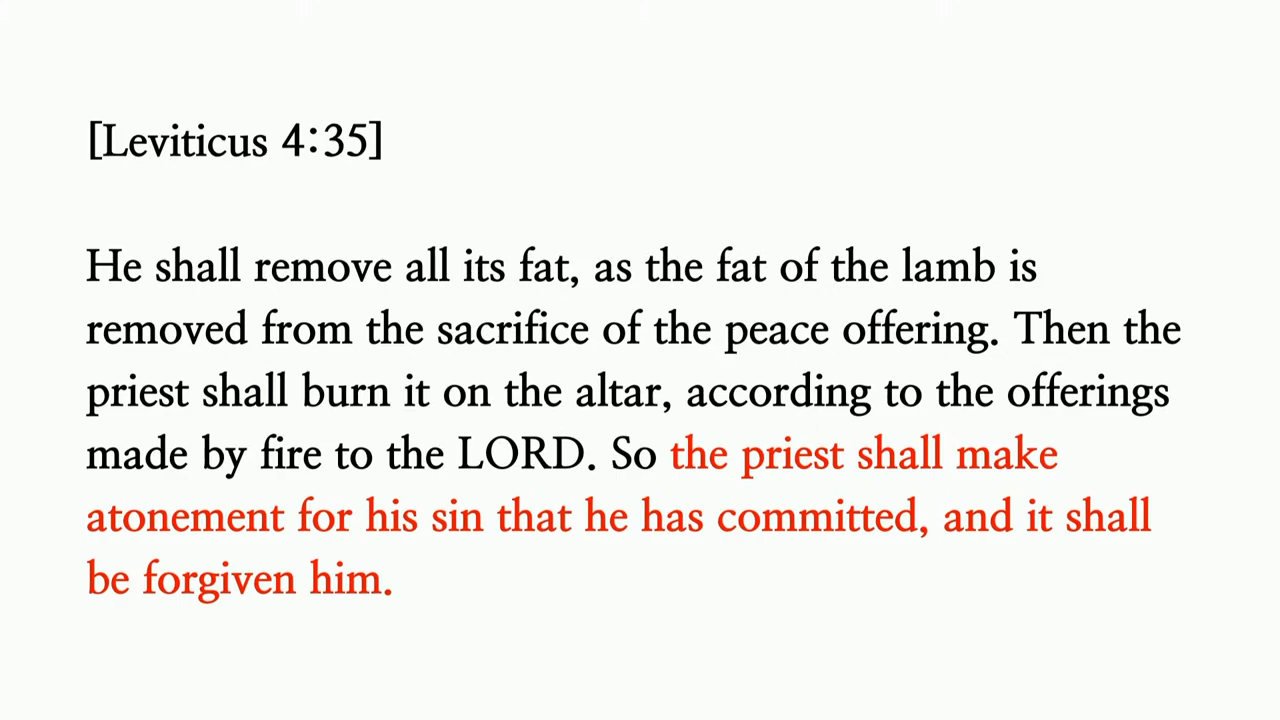 [Leviticus 4:35]
He shall remove all its fat, as the fat of the lamb is
removed from the sacrifice of the peace offering. Then the
priest shall burn it on the altar, according to the offerings
made by fire to the LORD. So the priest shall make
atonement for his sin that he has committed, and it shall
be forgiven him.